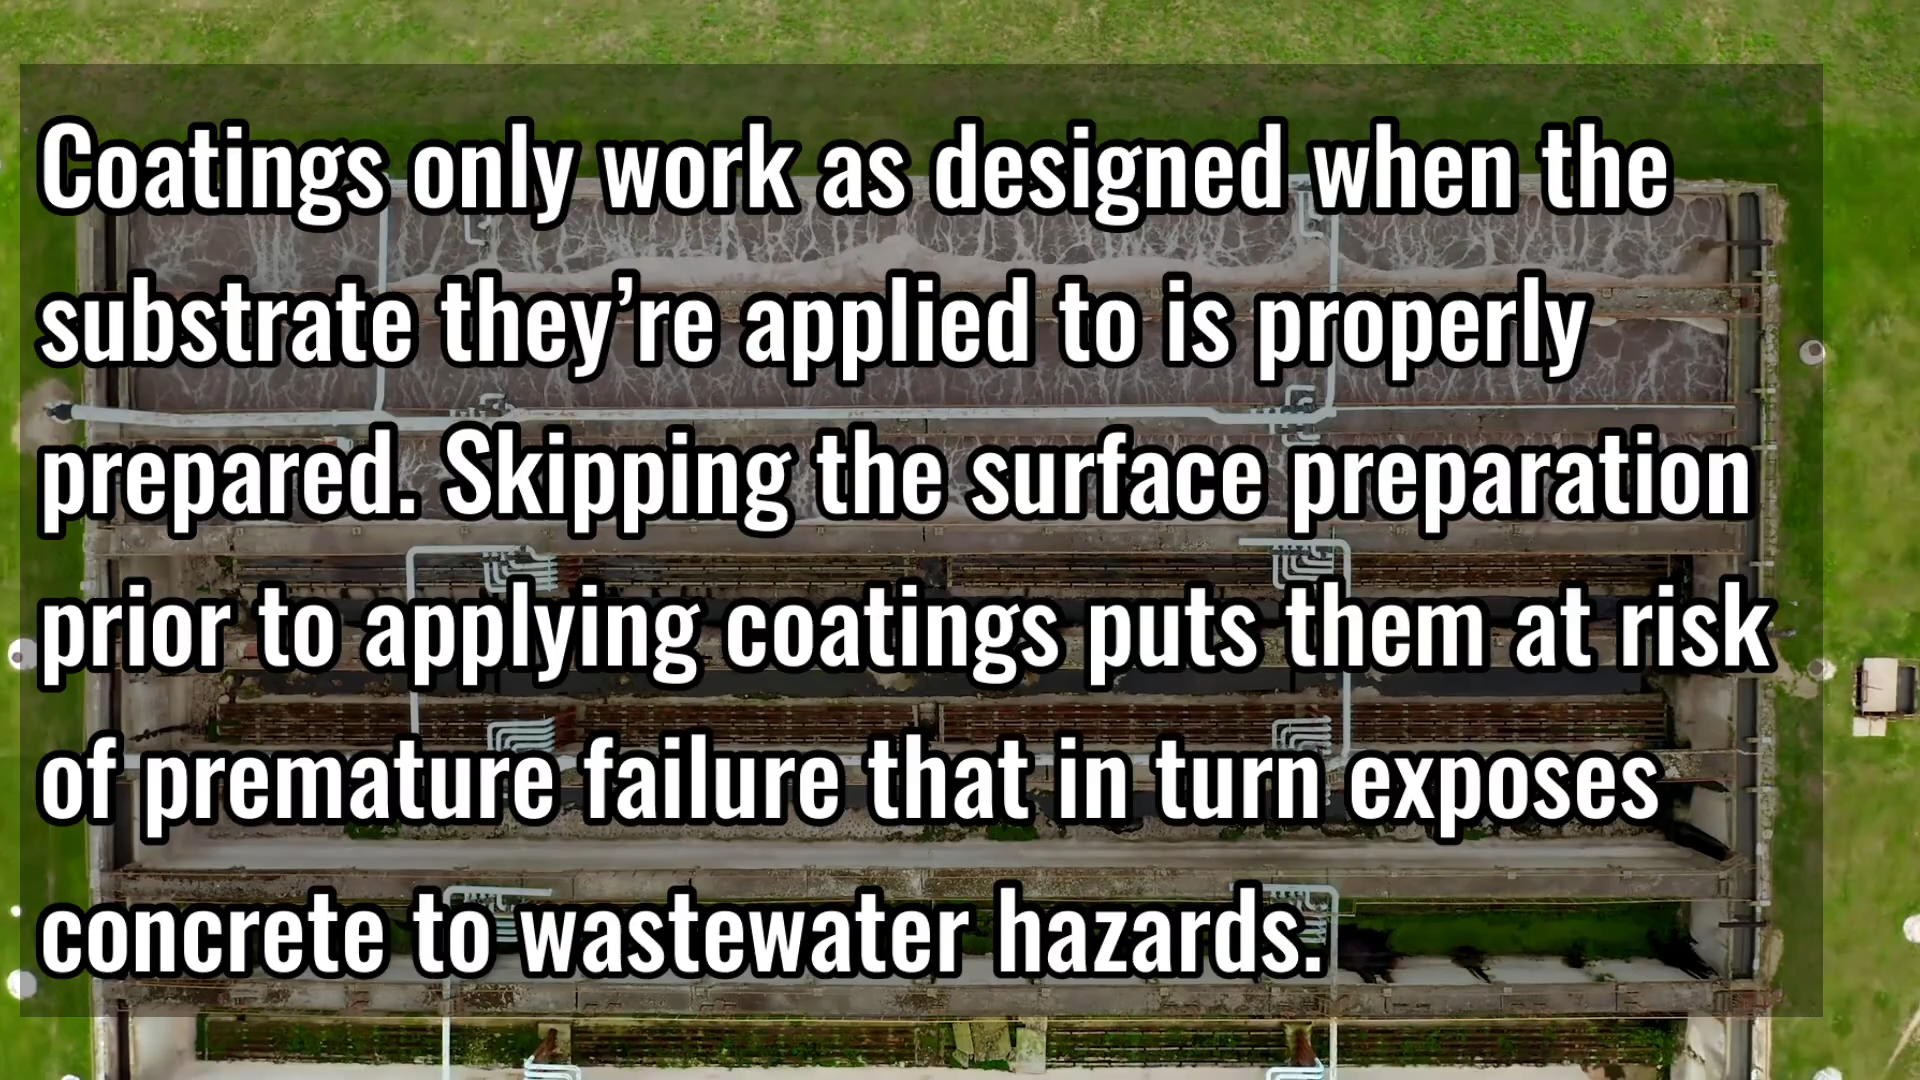 Coatings only work as designed when the
substrate they’re applied to is properly
prepared. Skipping the surface preparation
prior to applying coatings puts them at risk
of premature failure that in turn exposes
concrete to wastewater hazards.